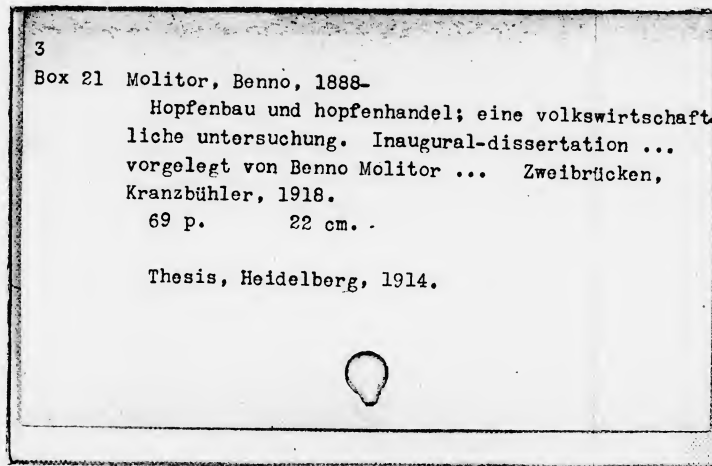 3
Box 21 Molitor, Benno, 1888-
Hopfenbau und hopfenhandel; eine volkswirtschaft-
liche untersuchung. Inaugural-dissertation ...
vorgelegt von Benno Molitor ... Zweibrücken,
Kranzbühler, 1918.
69 p. 22 cm.
Thesis, Heidelberg, 1914.